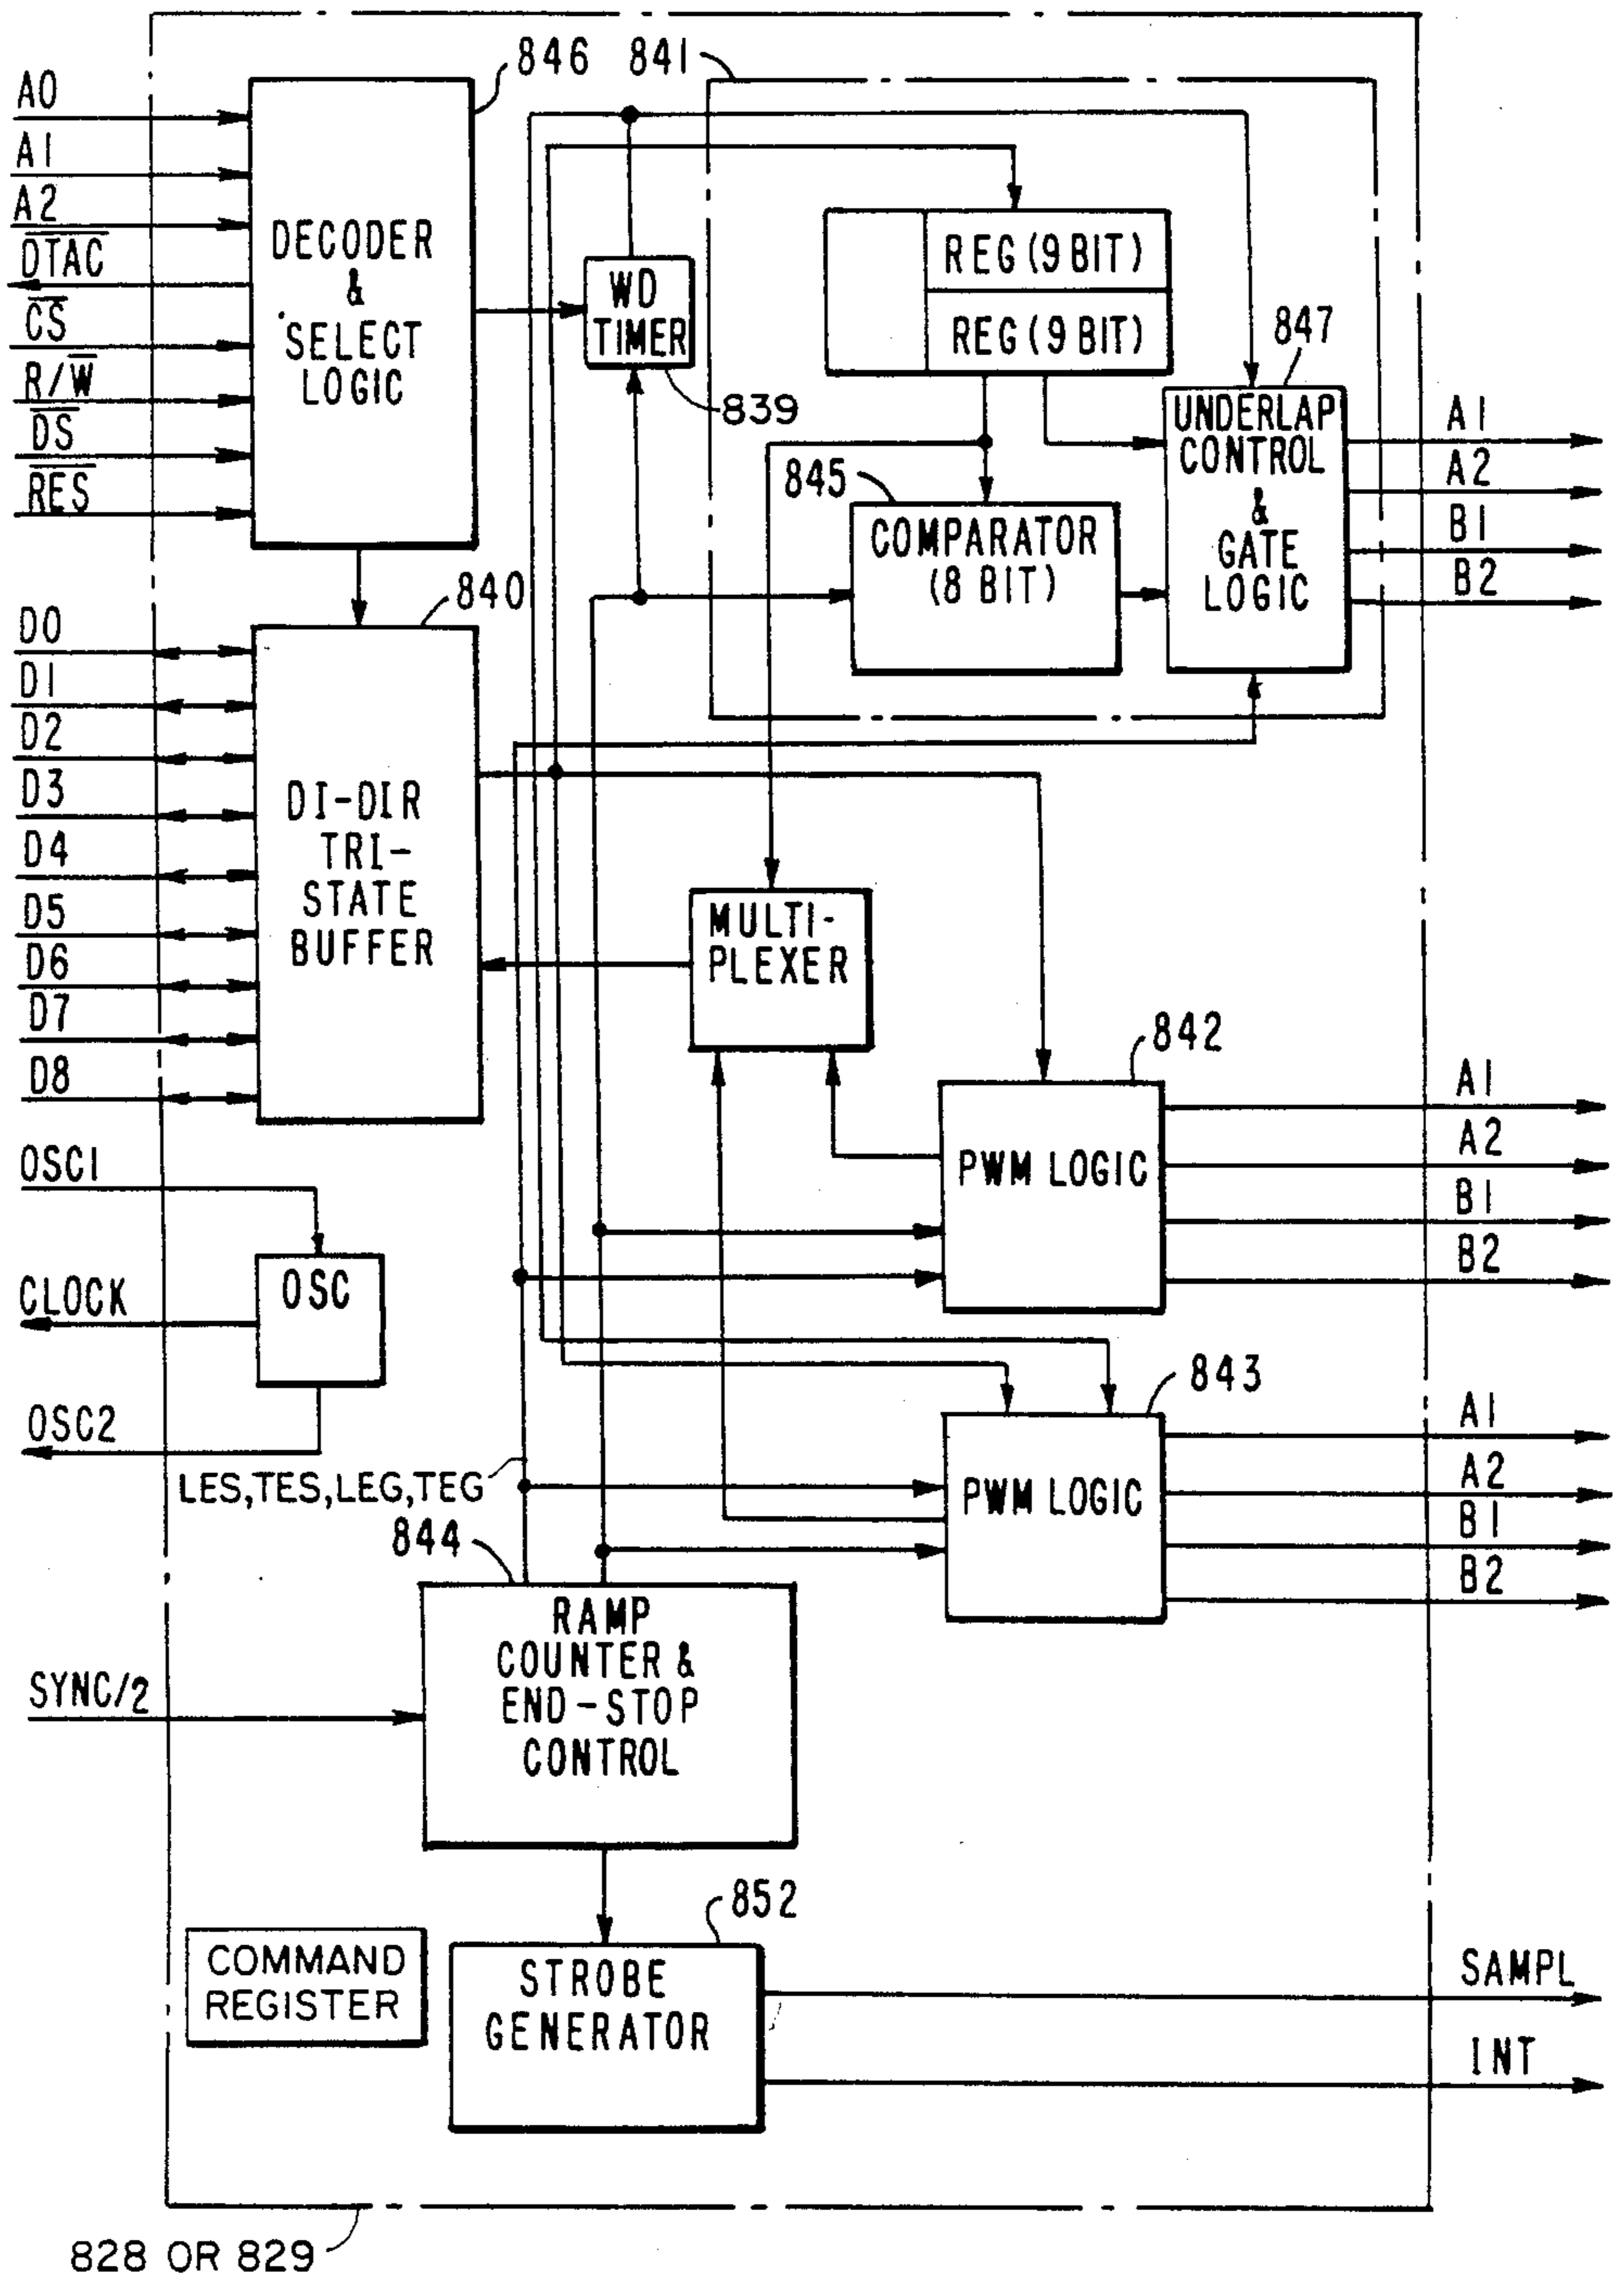 846 841
A0
A1
A2
DTAC
CS
R/W
DS
RES
DECODER
&
SELECT
LOGIC
WD
TIMER
839
REG (9 BIT)
REG (9 BIT)
847
UNDERLAP
CONTROL
&
GATE
LOGIC
A1
A2
B1
B2
845
COMPARATOR
(8 BIT)
840
D0
D1
D2
D3
D4
D5
D6
D7
D8
DI-DIR
TRI-
STATE
BUFFER
MULTI-
PLEXER
842
PWM LOGIC
A1
A2
B1
B2
OSC1
OSC
CLOCK
OSC2
843
PWM LOGIC
A1
A2
B1
B2
LES,TES,LEG,TEG
844
RAMP
COUNTER &
END-STOP
CONTROL
SYNC/2
852
COMMAND
REGISTER
STROBE
GENERATOR
SAMPL
INT
828 OR 829